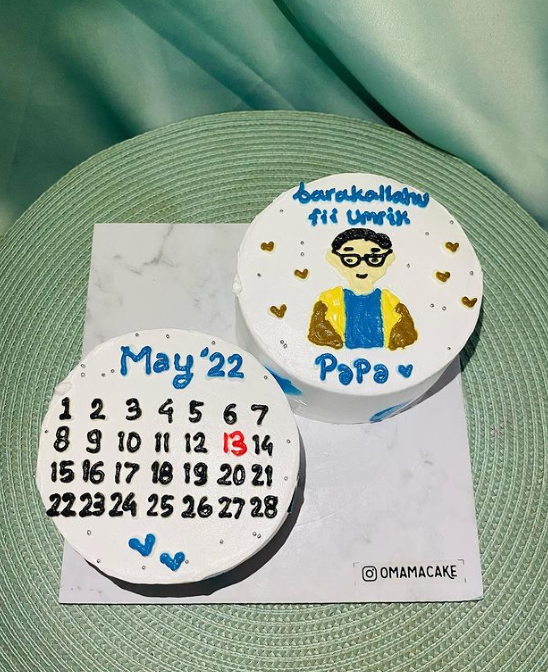 barakallahu
fii umrik
PaPa
May '22
1 2 3 4 5 6 7
8 9 10 11 12 13 14
15 16 17 18 19 20 21
22 23 24 25 26 27 28
OMAMACAKE